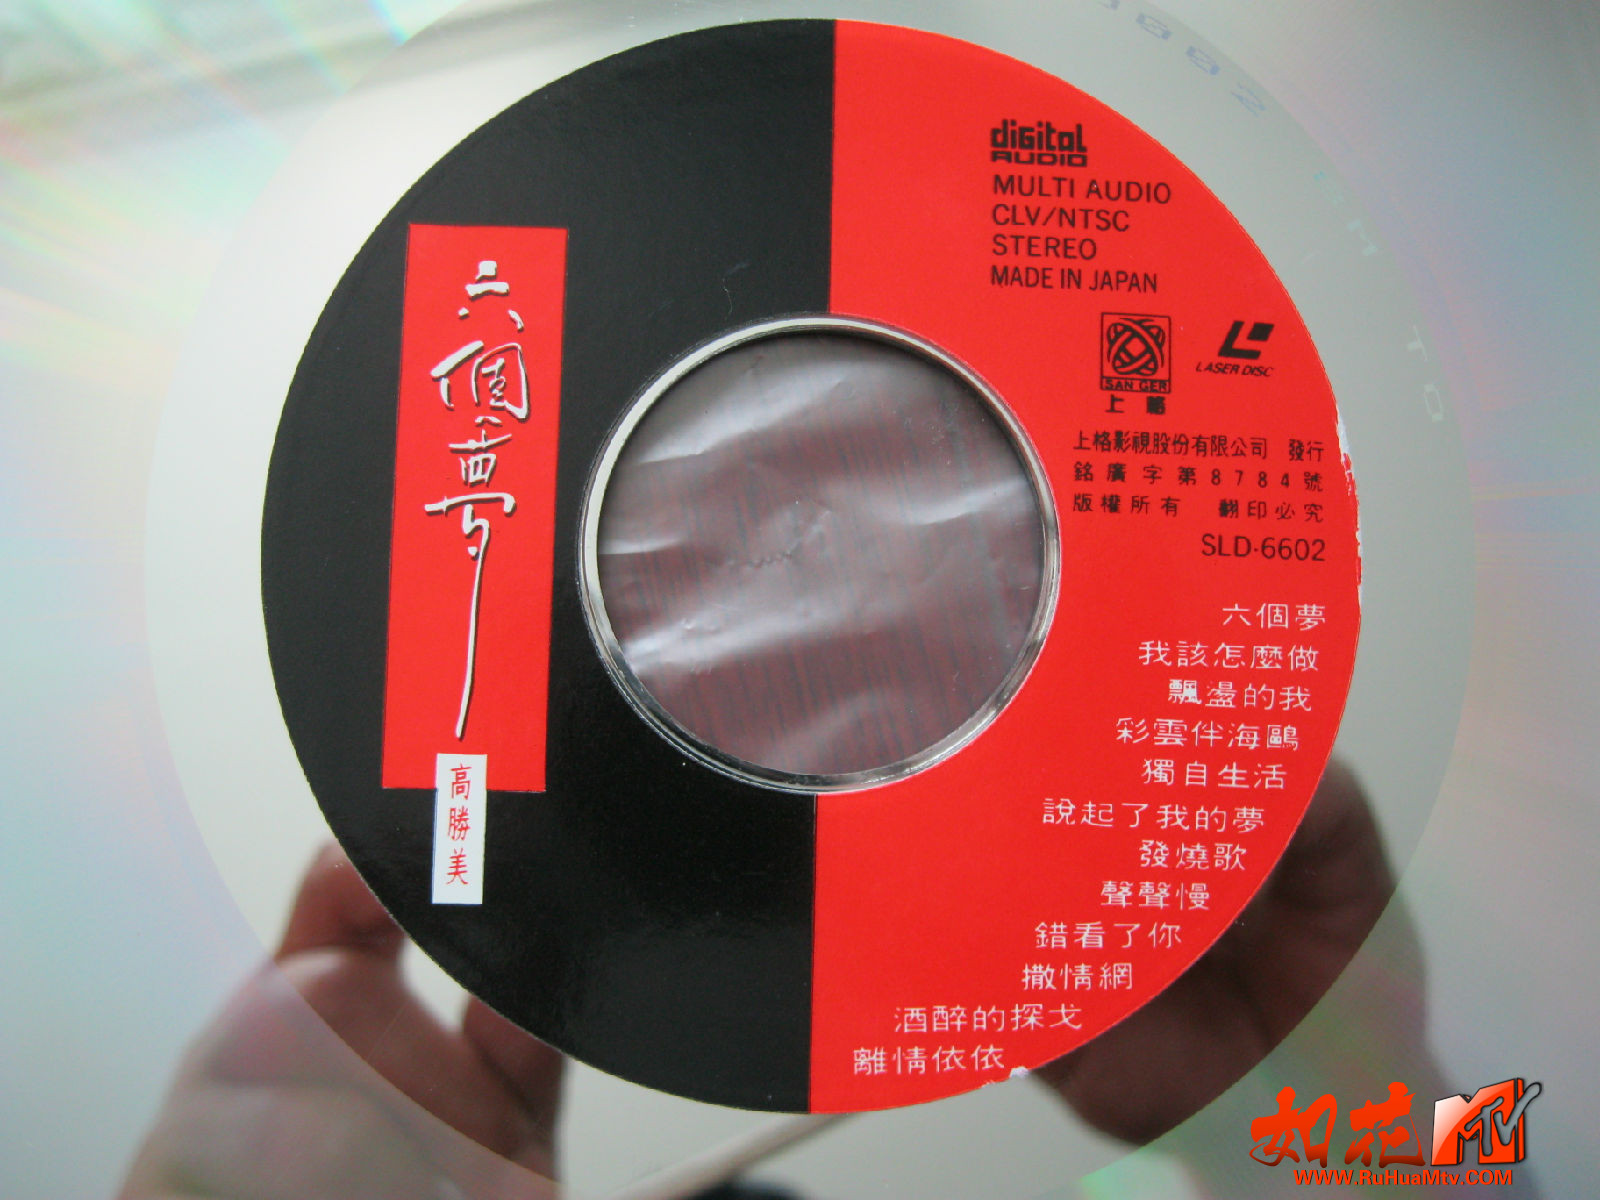 六個夢
高勝美
digital
AUDIO
MULTI AUDIO
CLV/NTSC
STEREO
MADE IN JAPAN
SAN GER
上格
LASER DISC
上格影視股份有限公司 發行
銘廣字第8784號
版權所有 翻印必究
SLD·6602
六個夢
我該怎麼做
飄盪的我
彩雲伴海鷗
獨自生活
說起了我的夢
發燒歌
聲聲慢
錯看了你
撒情網
酒醉的探戈
離情依依
如花MTV
WWW.RuHuaMtv.COM